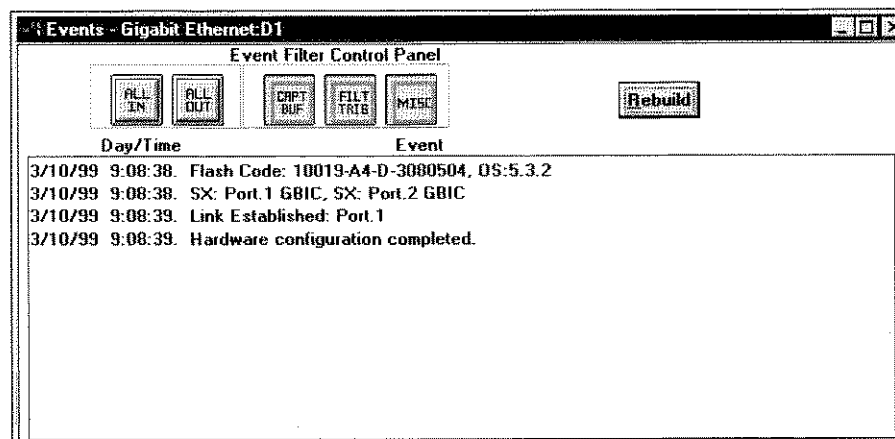 Events - Gigabit Ethernet:D1
Event Filter Control Panel
ALL IN
ALL OUT
CAPT BUF
FILT TRIB
MISC
Rebuild
Day/Time Event
3/10/99 9:08:38. Flash Code: 10019-A4-D-3080504, OS:5.3.2
3/10/99 9:08:38. SX: Port.1 GBIC, SX: Port.2 GBIC
3/10/99 9:08:39. Link Established: Port.1
3/10/99 9:08:39. Hardware configuration completed.